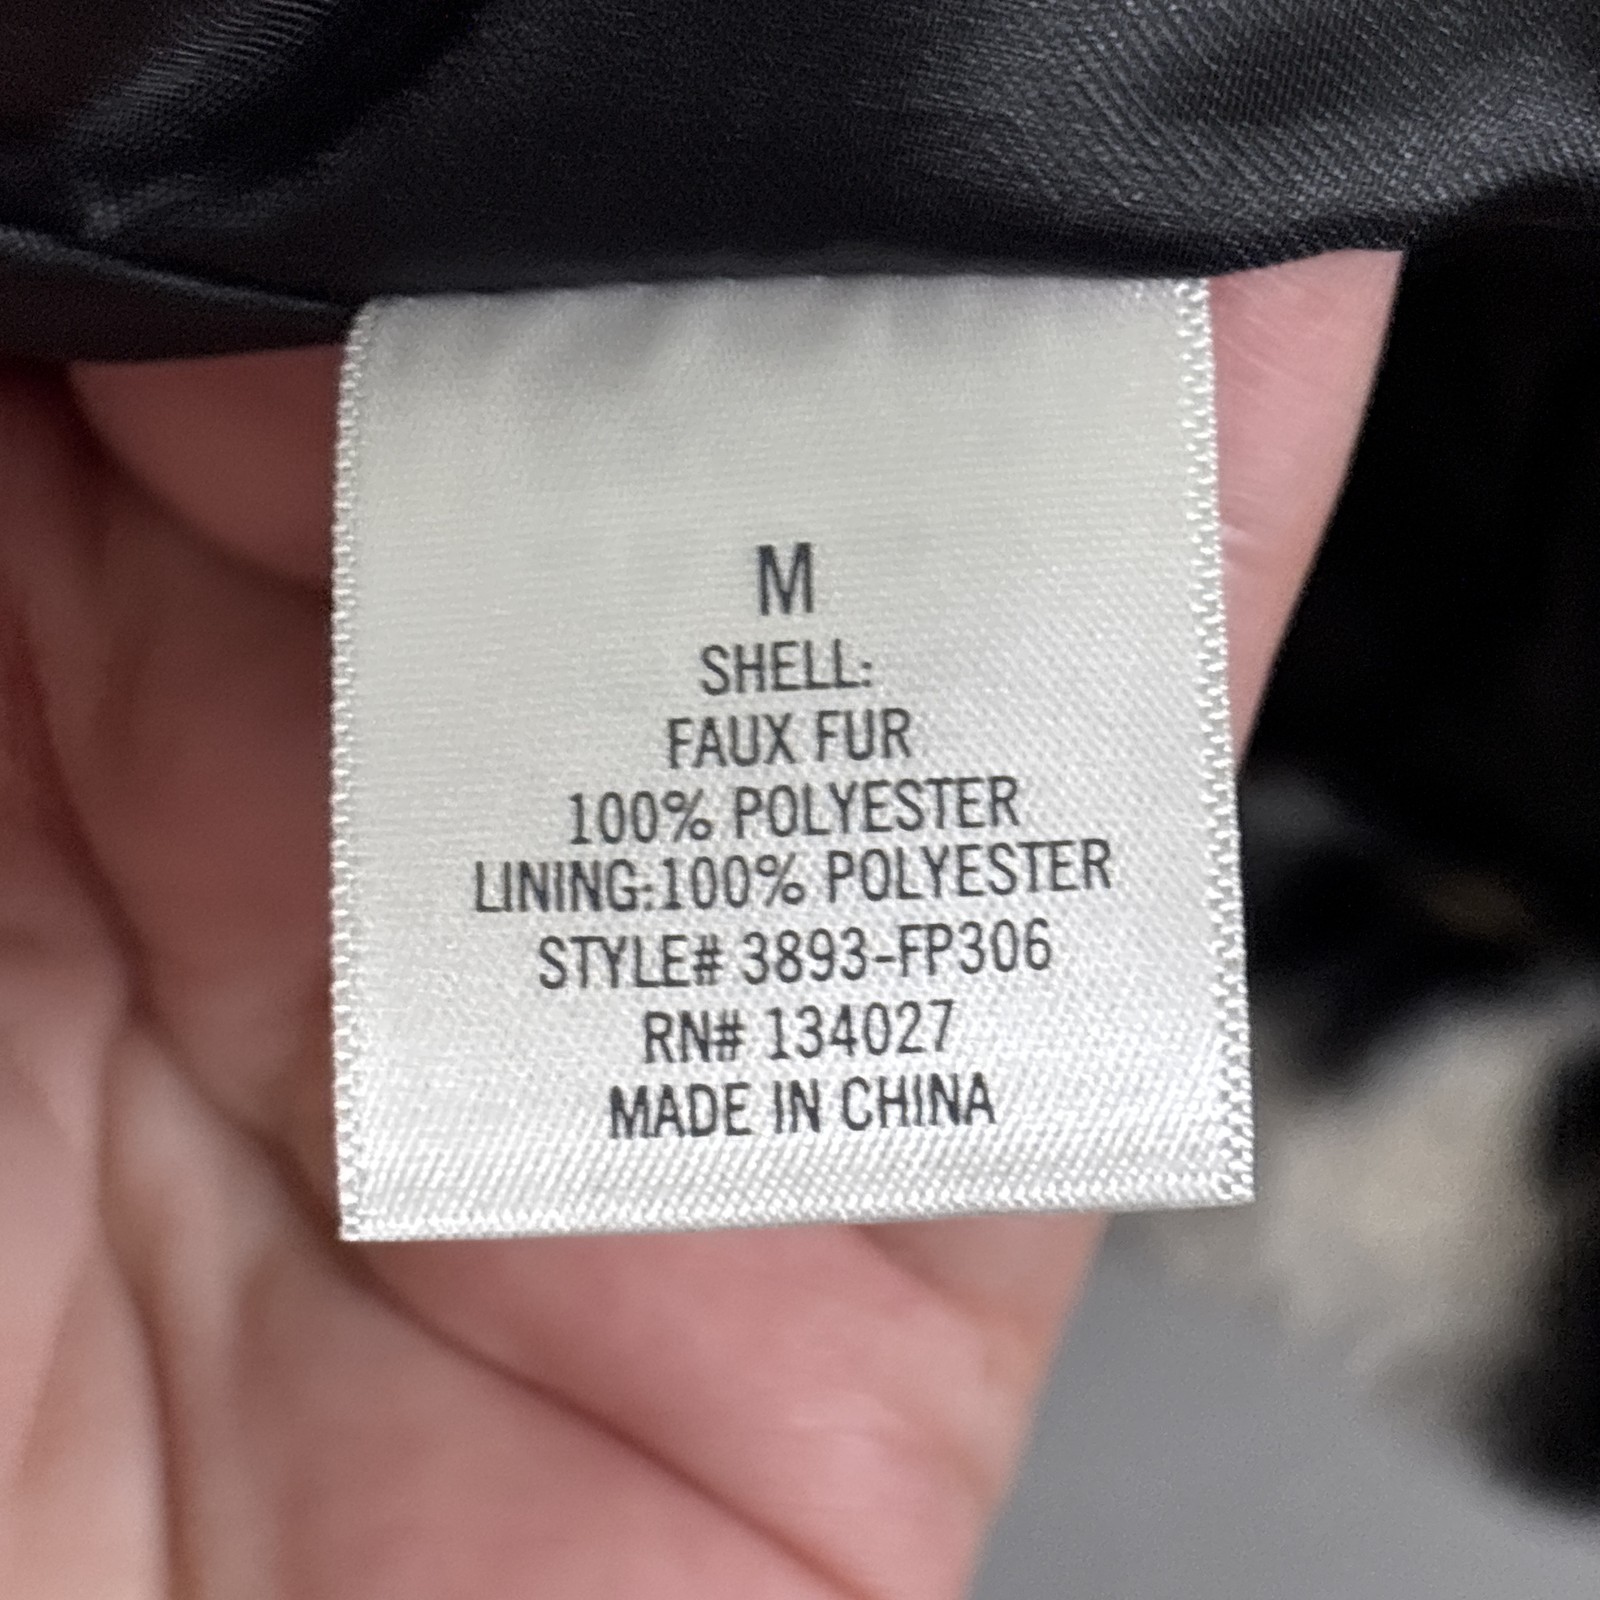 M
SHELL:
FAUX FUR
100% POLYESTER
LINING:100% POLYESTER
STYLE# 3893-FP306
RN# 134027
MADE IN CHINA